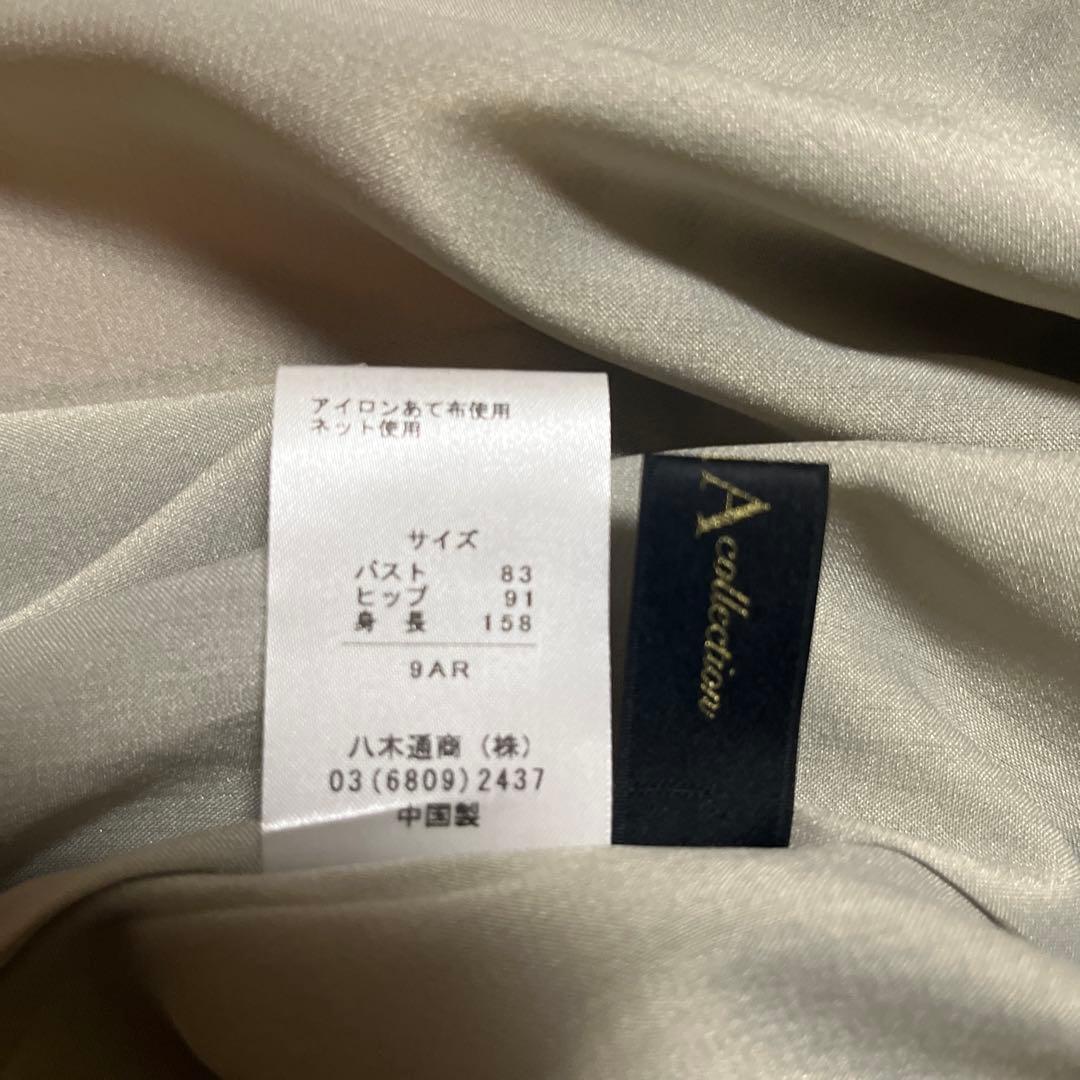 アイロンあて布使用
ネット使用
サイズ
バスト 83
ヒップ 91
身長 158
9AR
八木通商(株)
03(6809)2437
中国製
A collection